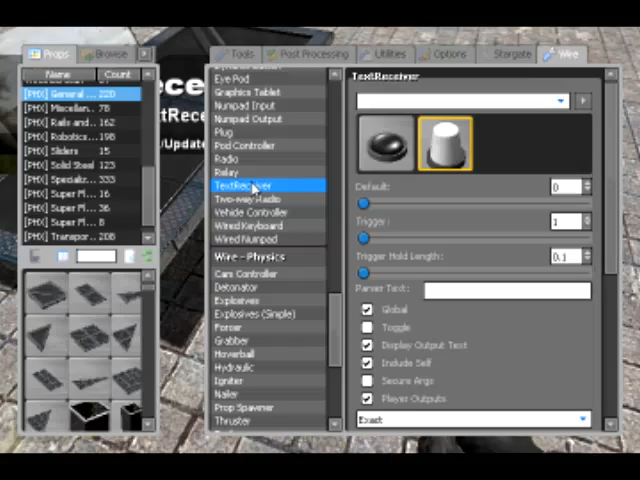 Props
Browse
Tools
Post Processing
Utilities
Options
Stargate
Wire
Name
Count
[PHX] General ... 220
[PHX] Miscellan... 78
[PHX] Rails and... 162
[PHX] Robotics... 198
[PHX] Sliders 15
[PHX] Solid Steel 123
[PHX] Specializ... 333
[PHX] Super Pl... 16
[PHX] Super Pl... 36
[PHX] Super Pl... 8
[PHX] Transpor... 208
Eye Pod
Graphics Tablet
Numpad Input
Numpad Output
Plug
Pod Controller
Radio
Relay
TextReceiver
Two-way Radio
Vehicle Controller
Wired Keyboard
Wired Numpad
Wire - Physics
Cam Controller
Detonator
Explosives
Explosives (Simple)
Forcer
Grabber
Hoverball
Hydraulic
Igniter
Nailer
Prop Spawner
Thruster
TextReceiver
Default: 0
Trigger: 1
Trigger Hold Length: 0.1
Parser Text:
Global
Toggle
Display Output Text
Include Self
Secure Args
Player Outputs
Exact